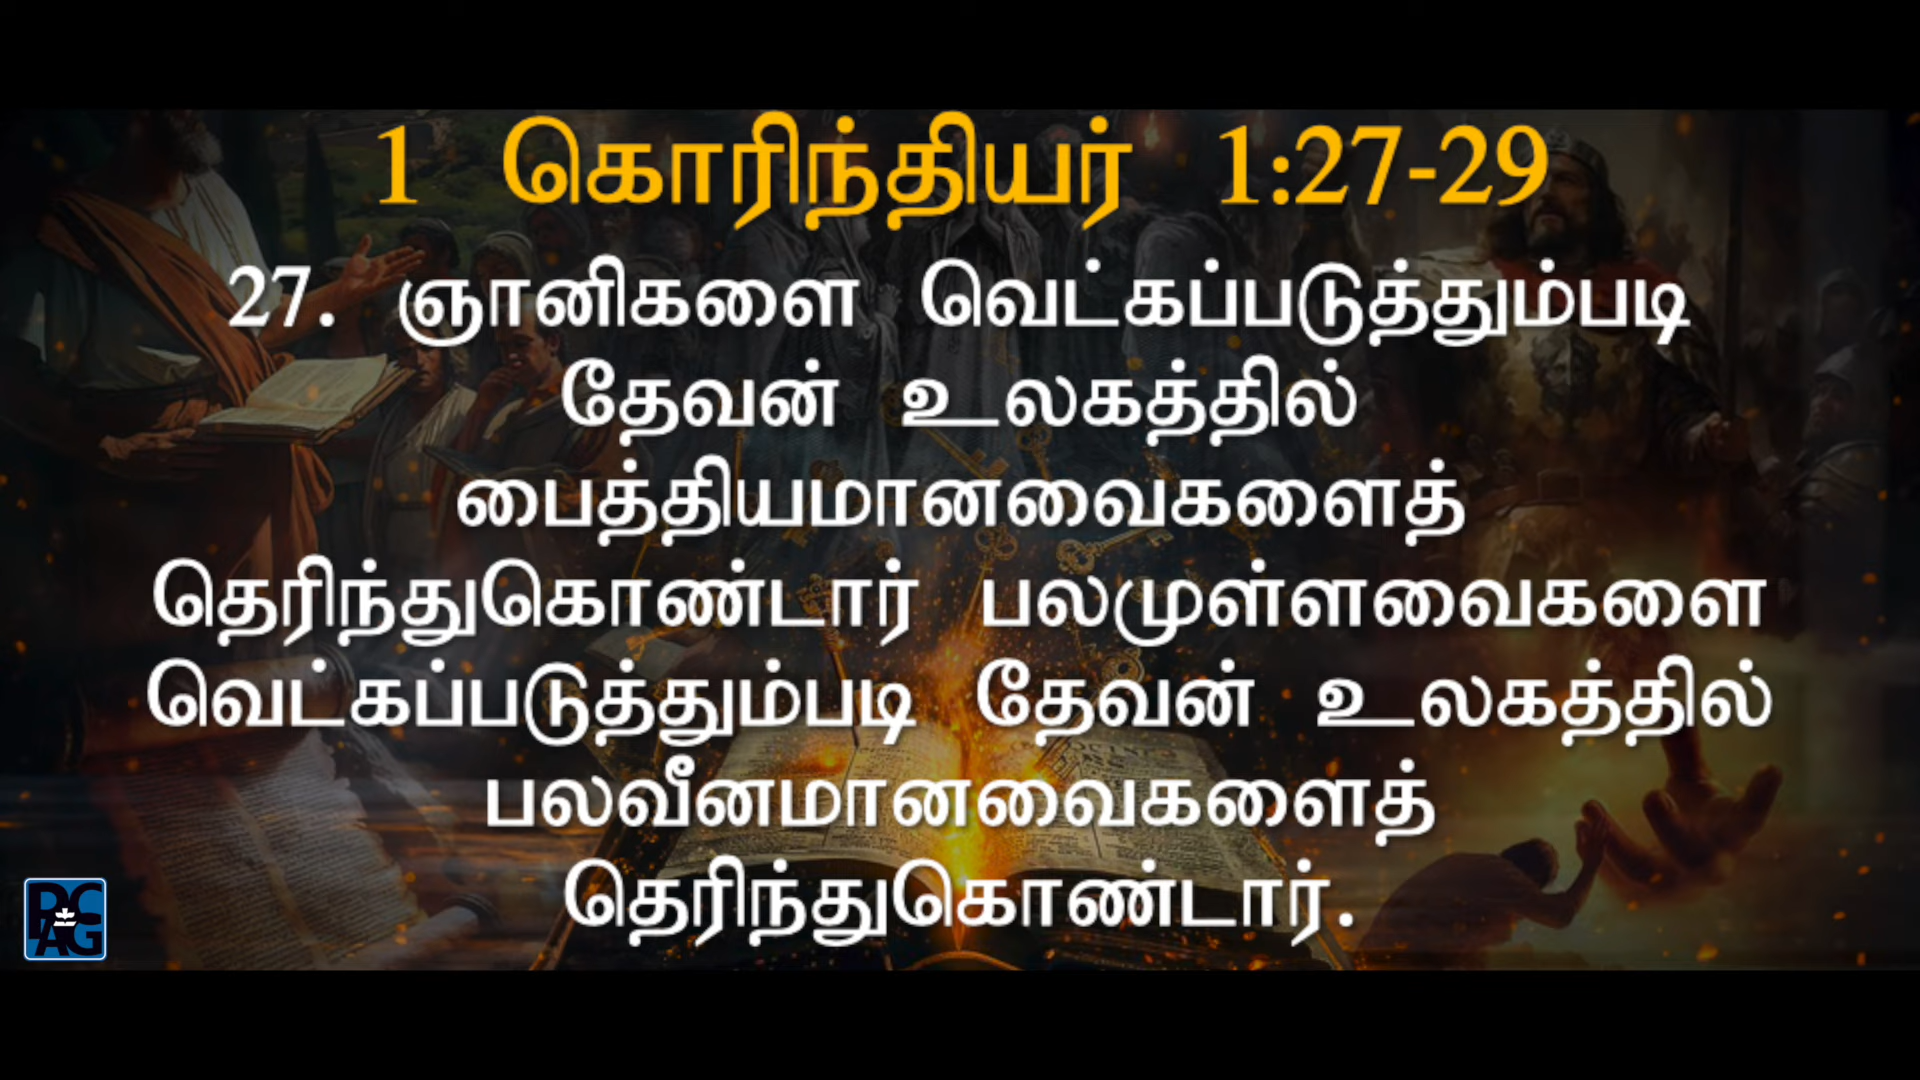 1 கொரிந்தியர் 1:27-29
27. ஞானிகளை வெட்கப்படுத்தும்படி
தேவன் உலகத்தில்
பைத்தியமானவைகளைத்
தெரிந்துகொண்டார் பலமுள்ளவைகளை
வெட்கப்படுத்தும்படி தேவன் உலகத்தில்
பலவீனமானவைகளைத்
தெரிந்துகொண்டார்.